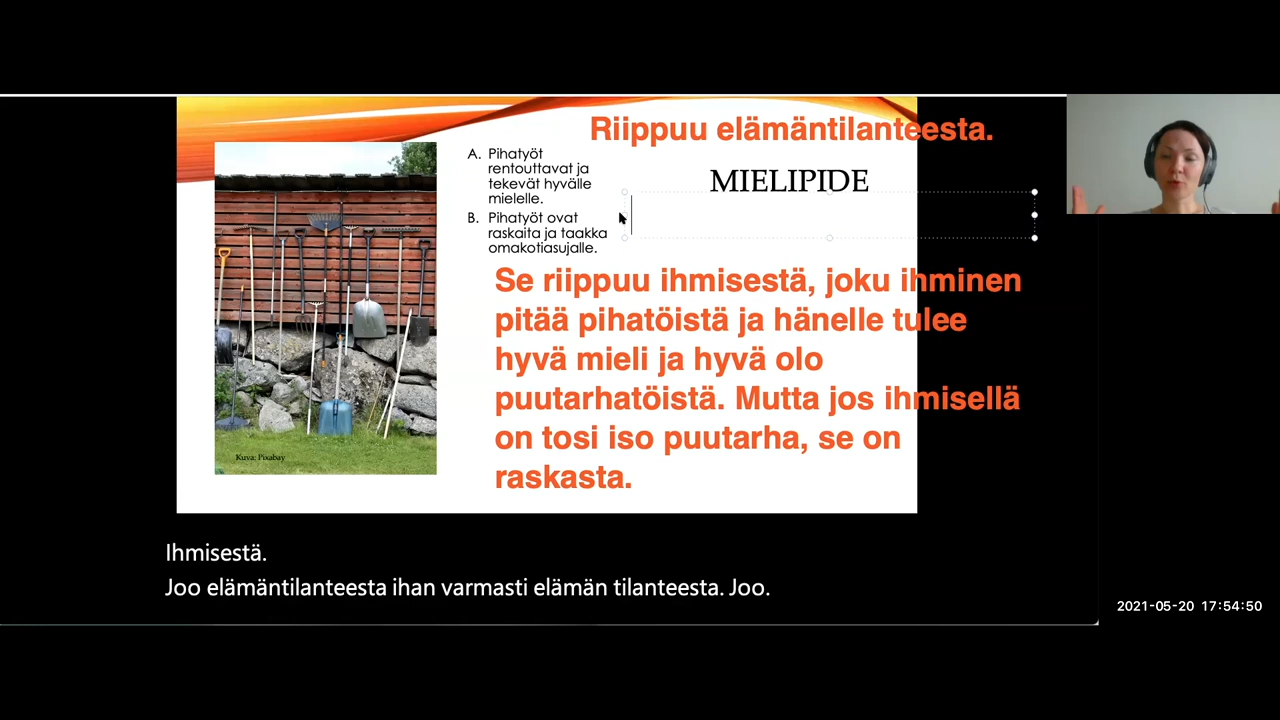 Riippuu elämäntilanteesta.
MIELIPIDE
A. Pihatyöt
rentouttavat ja
tekevät hyvälle
mielelle.
B. Pihatyöt ovat
raskaita ja taakka
omakotiasujalle.
Se riippuu ihmisestä, joku ihminen
pitää pihatöistä ja hänelle tulee
hyvä mieli ja hyvä olo
puutarhatöistä. Mutta jos ihmisellä
on tosi iso puutarha, se on
raskasta.
Kuva: Pixabay
Ihmisestä.
Joo elämäntilanteesta ihan varmasti elämän tilanteesta. Joo.
2021-05-20 17:54:50